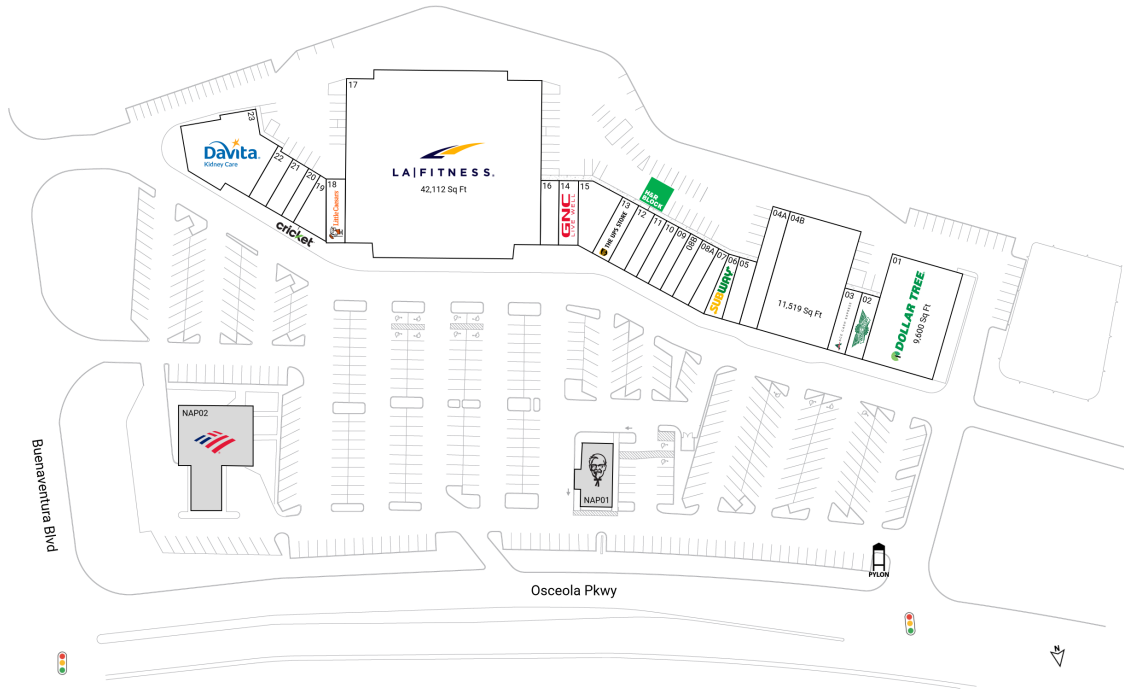 17
23
DaVita.
Kidney Care
22
21
20
19
18
Little Caesars
cricket
LA|FITNESS.
42,112 Sq Ft
16
14
GNC
LIVE WELL
15
H&R
BLOCK
13
THE UPS STORE
12
11
10
09
08B
08A
07
06
SUBWAY
05
04A
04B
11,519 Sq Ft
03
02
01
DOLLAR TREE
9,600 Sq Ft
NAP02
NAP01
Buenaventura Blvd
PYLON
Osceola Pkwy
N